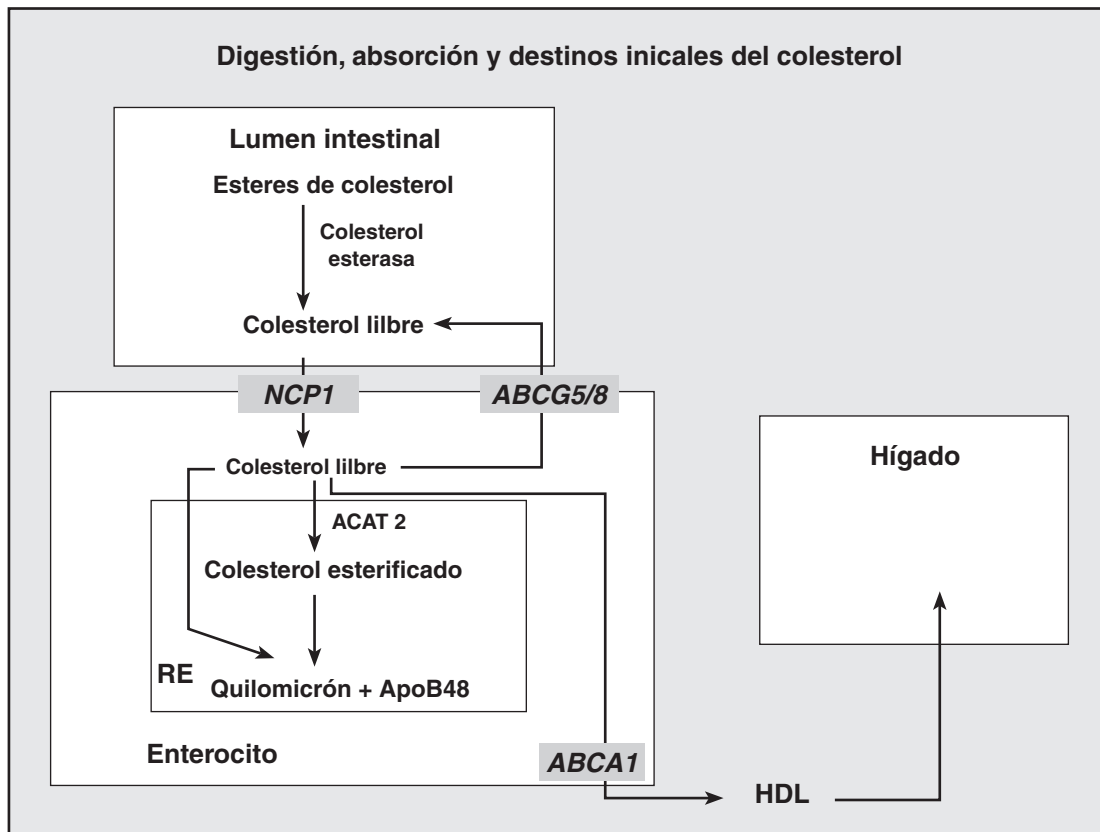 Digestión, absorción y destinos inicales del colesterol
Lumen intestinal
Esteres de colesterol
Colesterol
esterasa
Colesterol lilbre
NCP1
ABCG5/8
Colesterol lilbre
ACAT 2
Colesterol esterificado
RE
Quilomicrón + ApoB48
Enterocito
ABCA1
HDL
Hígado